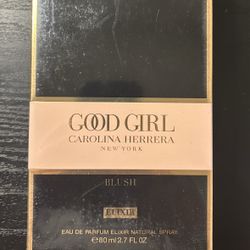 GOOD GIRL
CAROLINA HERRERA
NEW YORK
BLUSH
ELIXIR
EAU DE PARFUM ELIXIR NATURAL SPRAY
℮ 80 ml 2.7 FL OZ